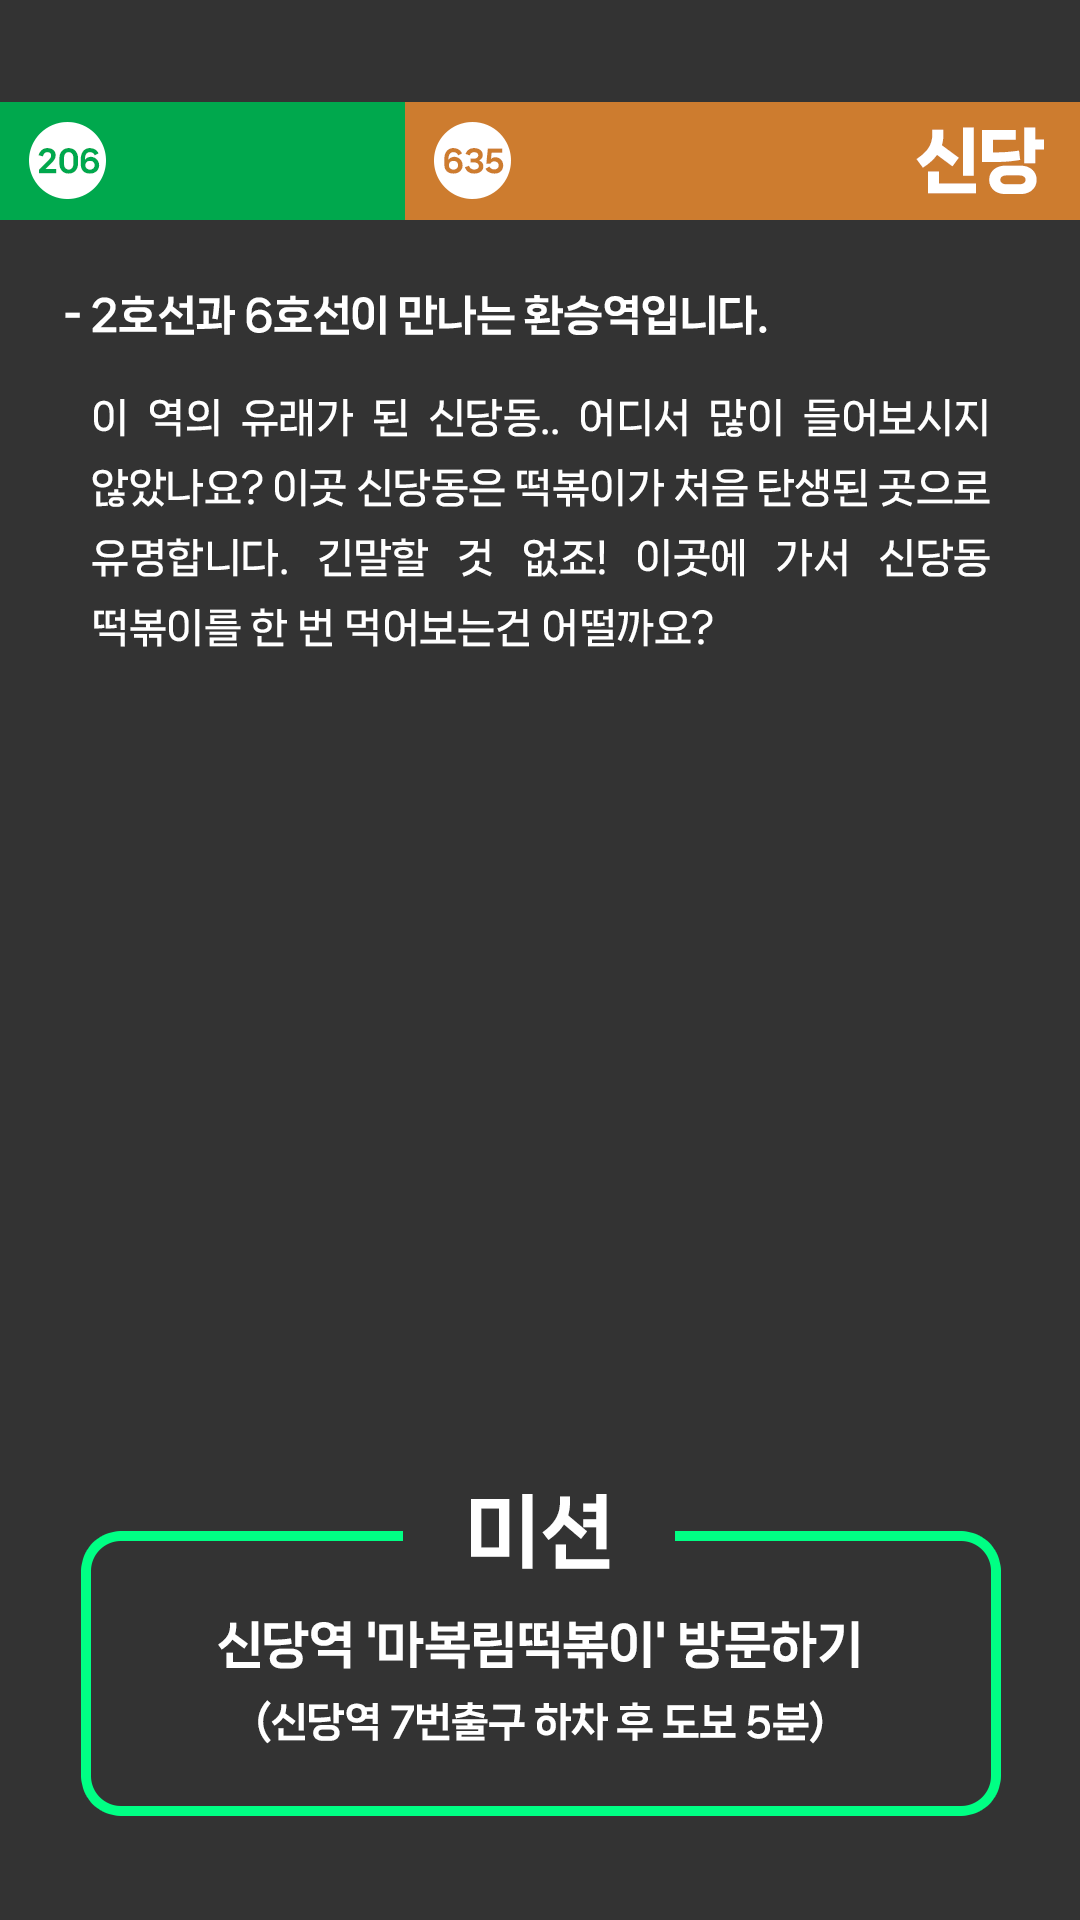 206 635 신당
- 2호선과 6호선이 만나는 환승역입니다.
이 역의 유래가 된 신당동.. 어디서 많이 들어보시지
않았나요? 이곳 신당동은 떡볶이가 처음 탄생된 곳으로
유명합니다. 긴말할 것 없죠! 이곳에 가서 신당동
떡볶이를 한 번 먹어보는건 어떨까요?
미션
신당역 '마복림떡볶이' 방문하기
(신당역 7번출구 하차 후 도보 5분)